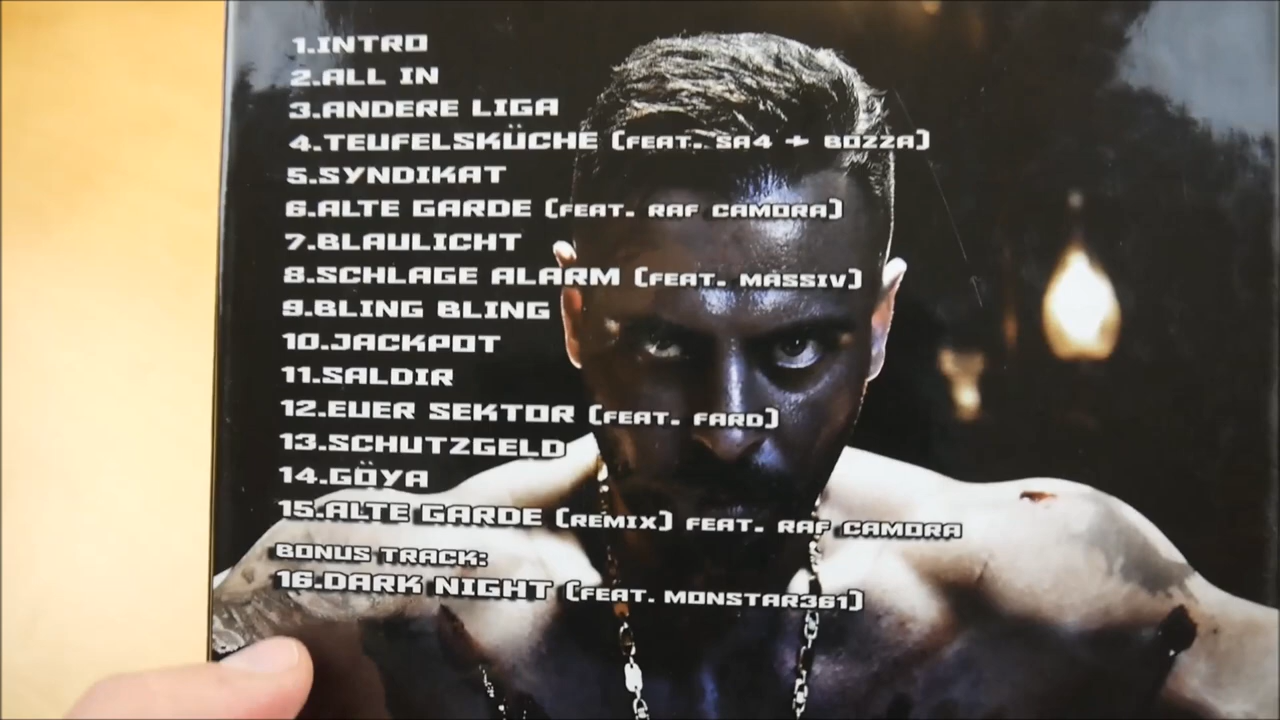 1.INTRO
2.ALL IN
3.ANDERE LIGA
4.TEUFELSKÜCHE (FEAT. SA4 + BOZZA)
5.SYNDIKAT
6.ALTE GARDE (FEAT. RAF CAMORA)
7.BLAULICHT
8.SCHLAGE ALARM (FEAT. MASSIV)
9.BLING BLING
10.JACKPOT
11.SALDIR
12.EUER SEKTOR (FEAT. FARD)
13.SCHUTZGELD
14.GÖYA
15.ALTE GARDE (REMIX) FEAT. RAF CAMORA
BONUS TRACK:
16.DARK NIGHT (FEAT. MONSTAR361)